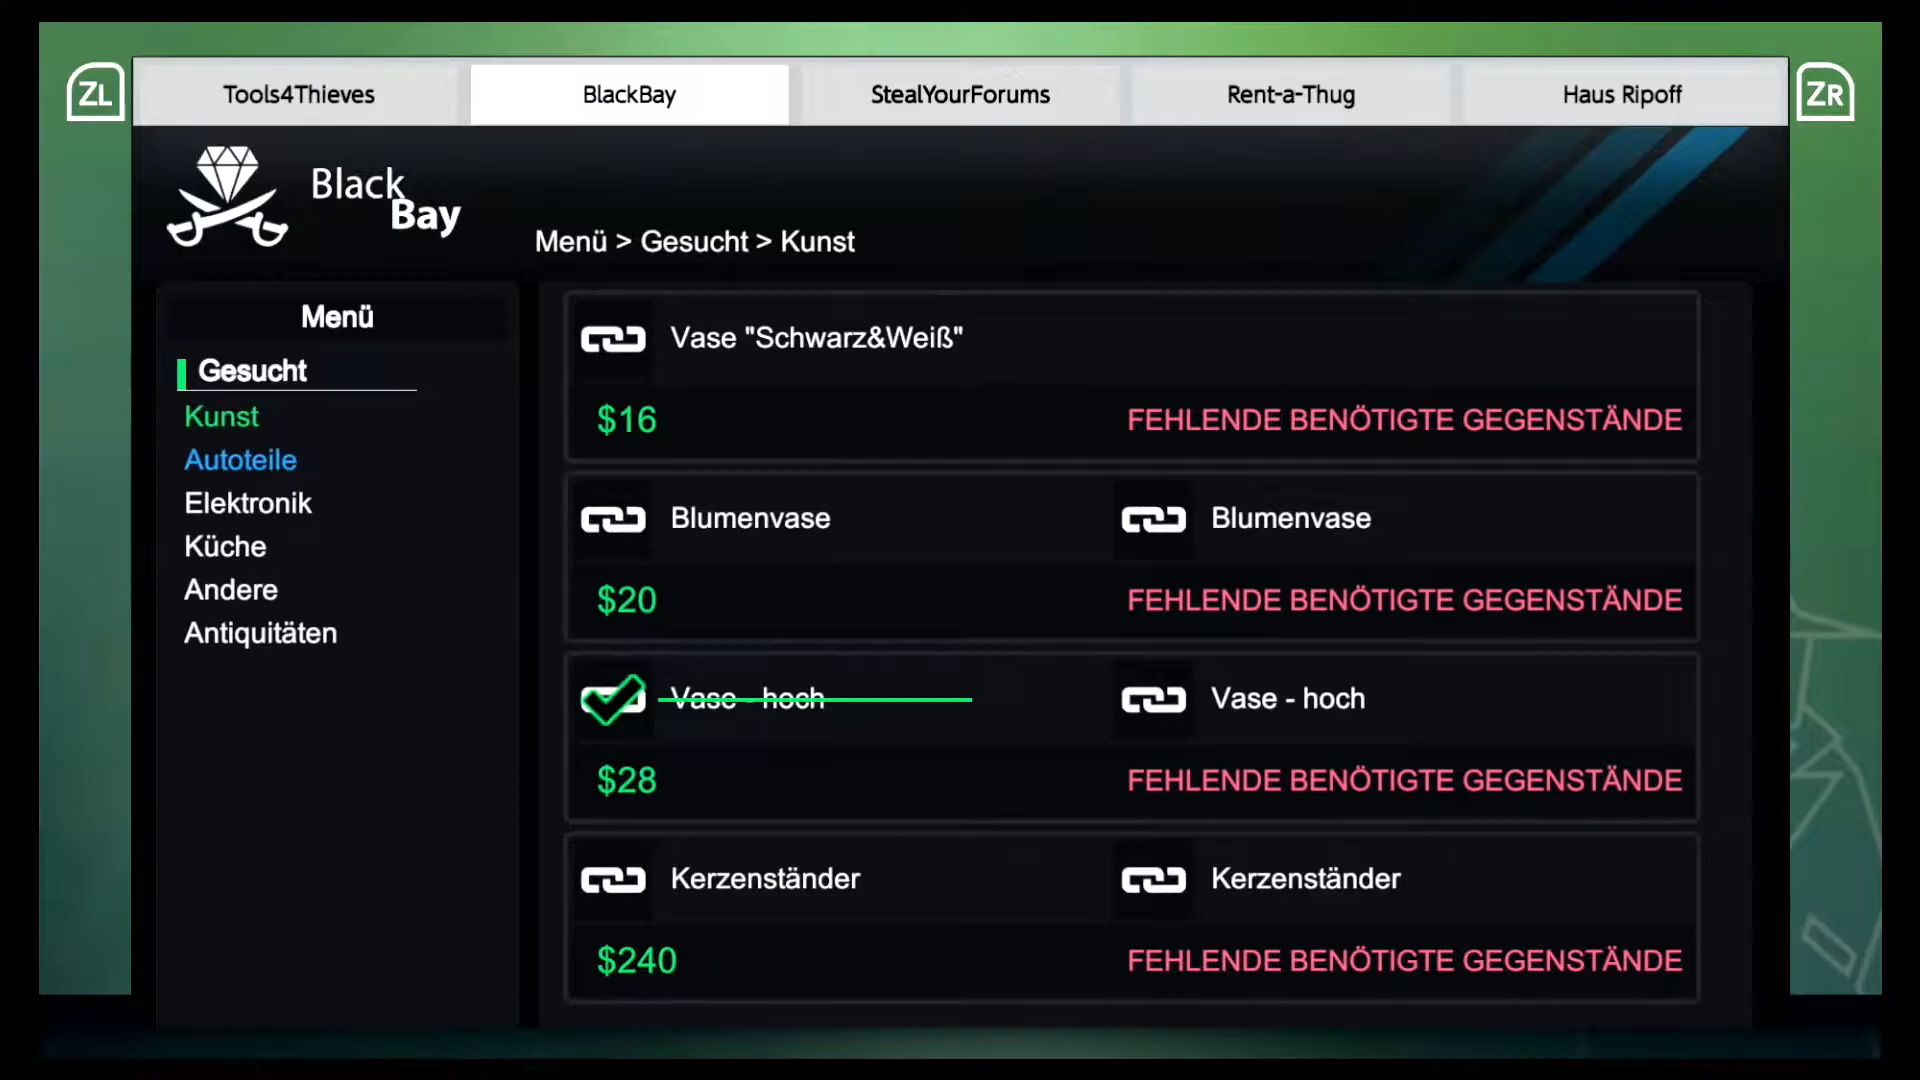 ZL
Tools4Thieves
BlackBay
StealYourForums
Rent-a-Thug
Haus Ripoff
ZR
Black
Bay
Menü > Gesucht > Kunst
Menü
Gesucht
Kunst
Autoteile
Elektronik
Küche
Andere
Antiquitäten
Vase "Schwarz&Weiß"
$16 FEHLENDE BENÖTIGTE GEGENSTÄNDE
Blumenvase Blumenvase
$20 FEHLENDE BENÖTIGTE GEGENSTÄNDE
Vase - hoch Vase - hoch
$28 FEHLENDE BENÖTIGTE GEGENSTÄNDE
Kerzenständer Kerzenständer
$240 FEHLENDE BENÖTIGTE GEGENSTÄNDE